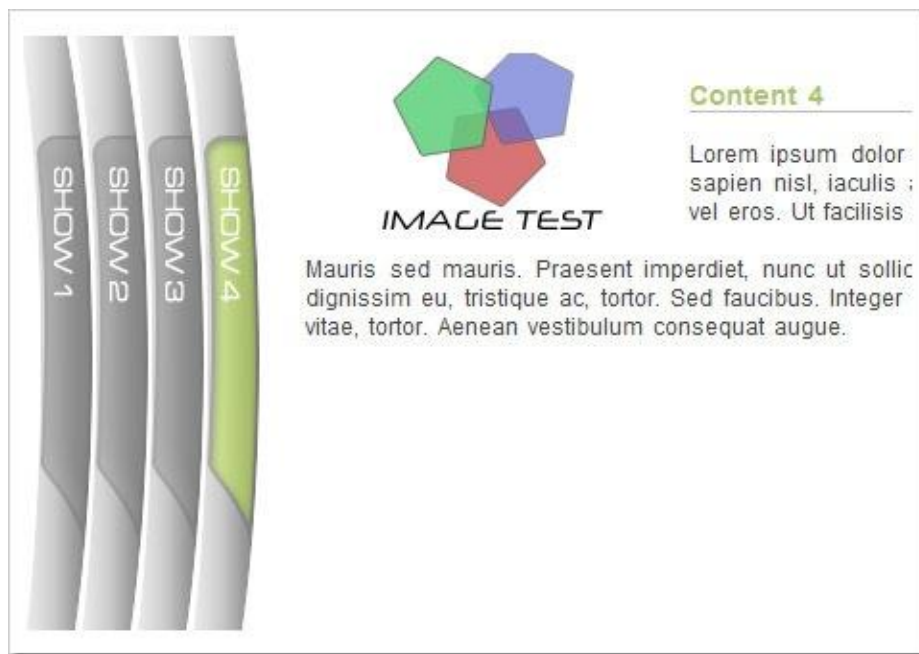 SHOW 1
SHOW 2
SHOW 3
SHOW 4
IMAGE TEST
Content 4
Lorem ipsum dolor
sapien nisl, iaculis
vel eros. Ut facilisis
Mauris sed mauris. Praesent imperdiet, nunc ut sollic
dignissim eu, tristique ac, tortor. Sed faucibus. Integer
vitae, tortor. Aenean vestibulum consequat augue.